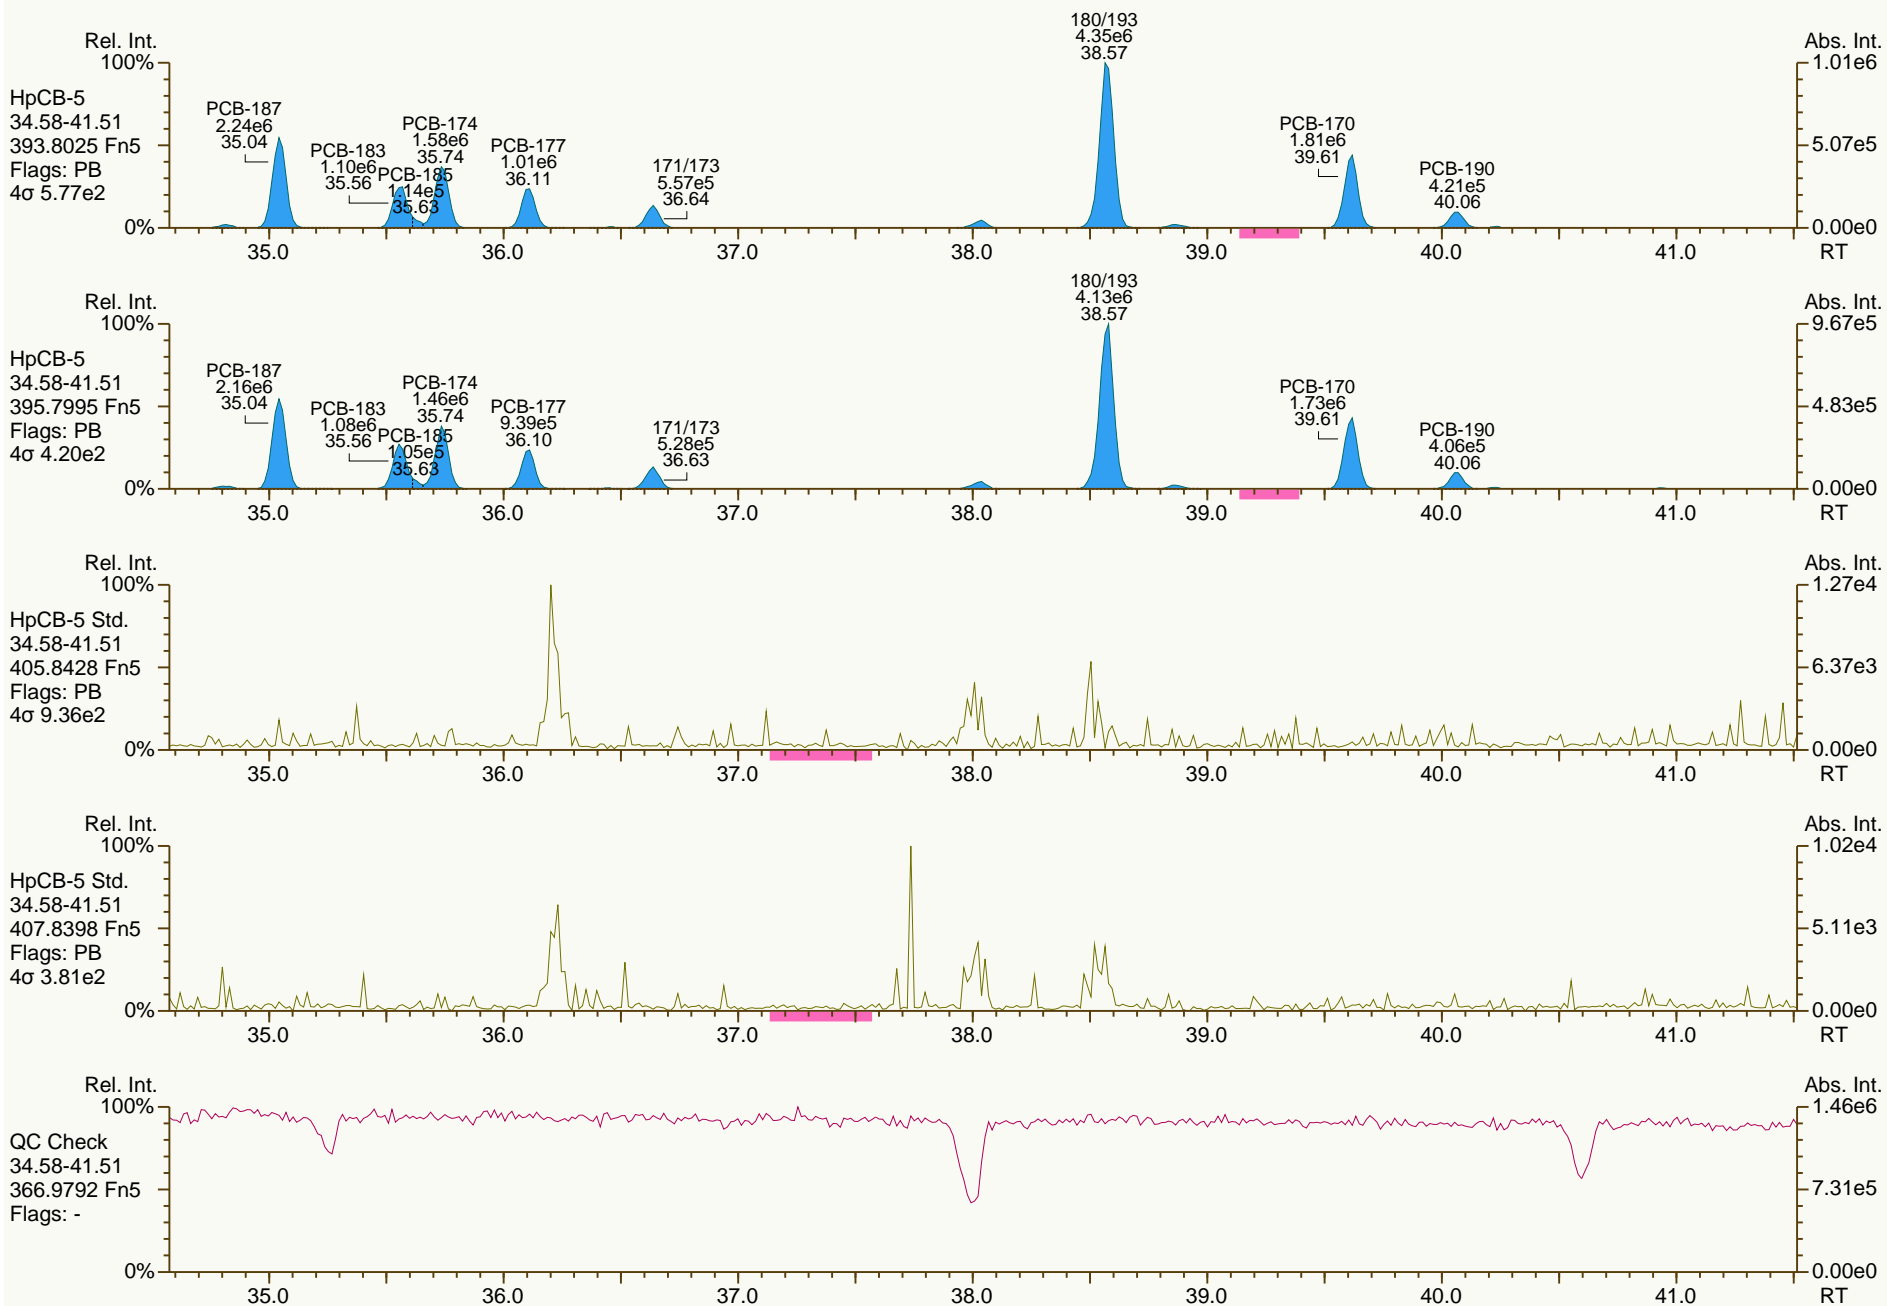 Rel. Int.
100%
0%
HpCB-5
34.58-41.51
393.8025 Fn5
Flags: PB
4σ 5.77e2
PCB-187
2.24e6
35.04
PCB-183
1.10e6
35.56
PCB-185
1.14e5
35.63
PCB-174
1.58e6
35.74
PCB-177
1.01e6
36.11
171/173
5.57e5
36.64
180/193
4.35e6
38.57
PCB-170
1.81e6
39.61
PCB-190
4.21e5
40.06
Abs. Int.
1.01e6
5.07e5
0.00e0
35.0 36.0 37.0 38.0 39.0 40.0 41.0 RT
Rel. Int.
100%
0%
HpCB-5
34.58-41.51
395.7995 Fn5
Flags: PB
4σ 4.20e2
PCB-187
2.16e6
35.04
PCB-183
1.08e6
35.56
PCB-185
1.05e5
35.63
PCB-174
1.46e6
35.74
PCB-177
9.39e5
36.10
171/173
5.28e5
36.63
180/193
4.13e6
38.57
PCB-170
1.73e6
39.61
PCB-190
4.06e5
40.06
Abs. Int.
9.67e5
4.83e5
0.00e0
35.0 36.0 37.0 38.0 39.0 40.0 41.0 RT
Rel. Int.
100%
0%
HpCB-5 Std.
34.58-41.51
405.8428 Fn5
Flags: PB
4σ 9.36e2
Abs. Int.
1.27e4
6.37e3
0.00e0
35.0 36.0 37.0 38.0 39.0 40.0 41.0 RT
Rel. Int.
100%
0%
HpCB-5 Std.
34.58-41.51
407.8398 Fn5
Flags: PB
4σ 3.81e2
Abs. Int.
1.02e4
5.11e3
0.00e0
35.0 36.0 37.0 38.0 39.0 40.0 41.0 RT
Rel. Int.
100%
0%
QC Check
34.58-41.51
366.9792 Fn5
Flags: -
Abs. Int.
1.46e6
7.31e5
0.00e0
35.0 36.0 37.0 38.0 39.0 40.0 41.0 RT